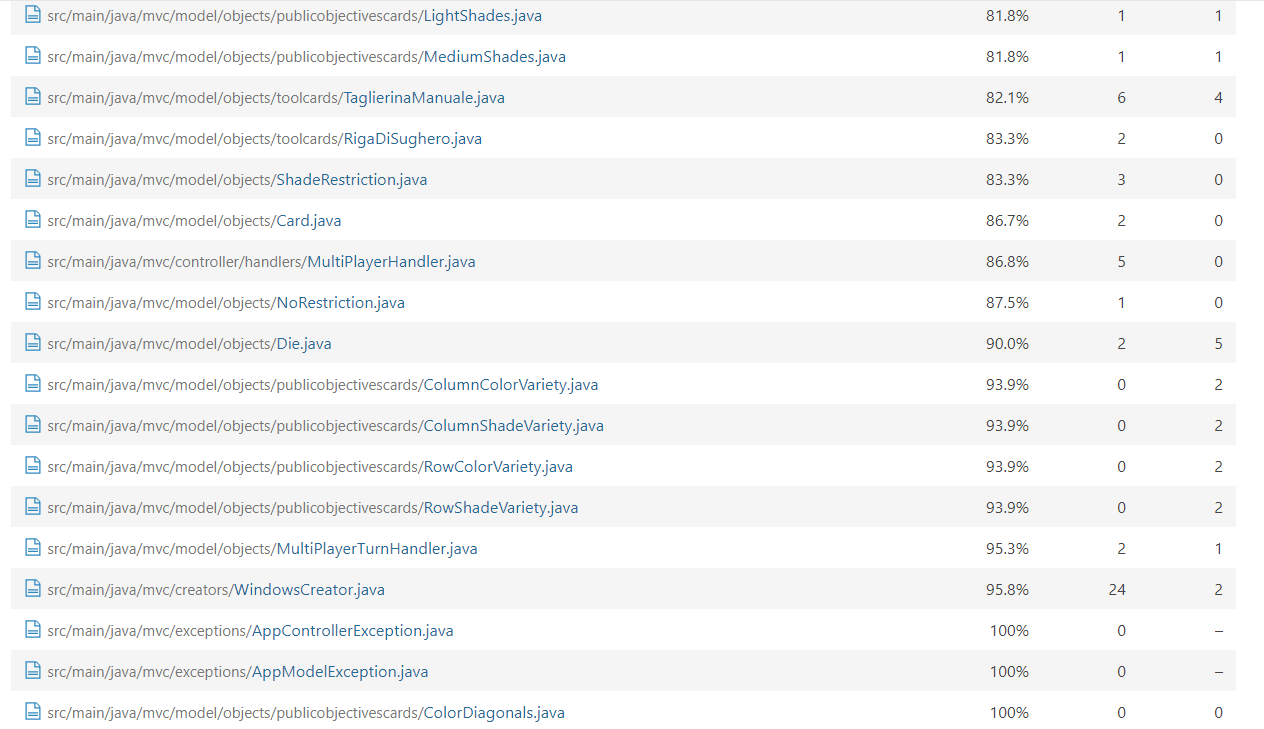 src/main/java/mvc/model/objects/publicobjectivescards/LightShades.java 81.8% 1 1
src/main/java/mvc/model/objects/publicobjectivescards/MediumShades.java 81.8% 1 1
src/main/java/mvc/model/objects/toolcards/TaglierinaManuale.java 82.1% 6 4
src/main/java/mvc/model/objects/toolcards/RigaDiSughero.java 83.3% 2 0
src/main/java/mvc/model/objects/ShadeRestriction.java 83.3% 3 0
src/main/java/mvc/model/objects/Card.java 86.7% 2 0
src/main/java/mvc/controller/handlers/MultiPlayerHandler.java 86.8% 5 0
src/main/java/mvc/model/objects/NoRestriction.java 87.5% 1 0
src/main/java/mvc/model/objects/Die.java 90.0% 2 5
src/main/java/mvc/model/objects/publicobjectivescards/ColumnColorVariety.java 93.9% 0 2
src/main/java/mvc/model/objects/publicobjectivescards/ColumnShadeVariety.java 93.9% 0 2
src/main/java/mvc/model/objects/publicobjectivescards/RowColorVariety.java 93.9% 0 2
src/main/java/mvc/model/objects/publicobjectivescards/RowShadeVariety.java 93.9% 0 2
src/main/java/mvc/model/objects/MultiPlayerTurnHandler.java 95.3% 2 1
src/main/java/mvc/creators/WindowsCreator.java 95.8% 24 2
src/main/java/mvc/exceptions/AppControllerException.java 100% 0 –
src/main/java/mvc/exceptions/AppModelException.java 100% 0 –
src/main/java/mvc/model/objects/publicobjectivescards/ColorDiagonals.java 100% 0 0